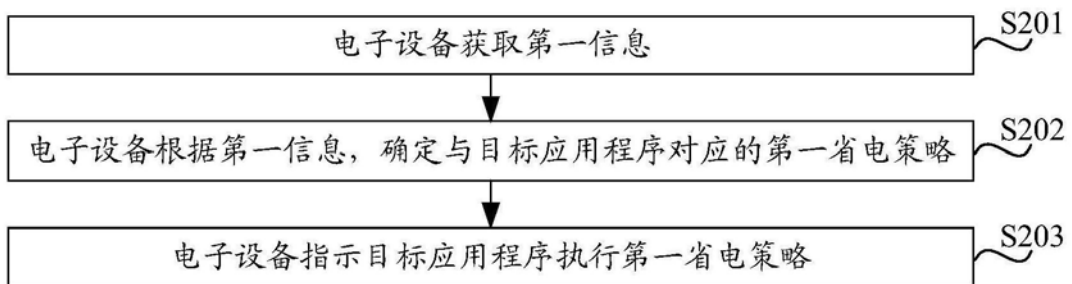 电子设备获取第一信息
S201
电子设备根据第一信息，确定与目标应用程序对应的第一省电策略
S202
电子设备指示目标应用程序执行第一省电策略
S203